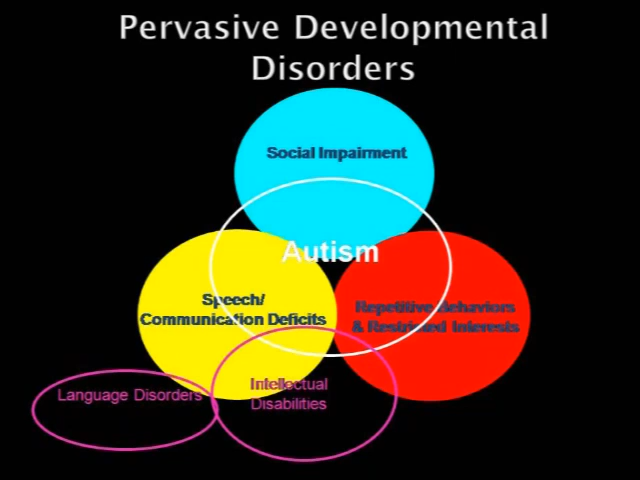 Pervasive Developmental
Disorders
Social Impairment
Autism
Speech/
Communication Deficits
Repetitive Behaviors
& Restricted Interests
Intellectual
Disabilities
Language Disorders